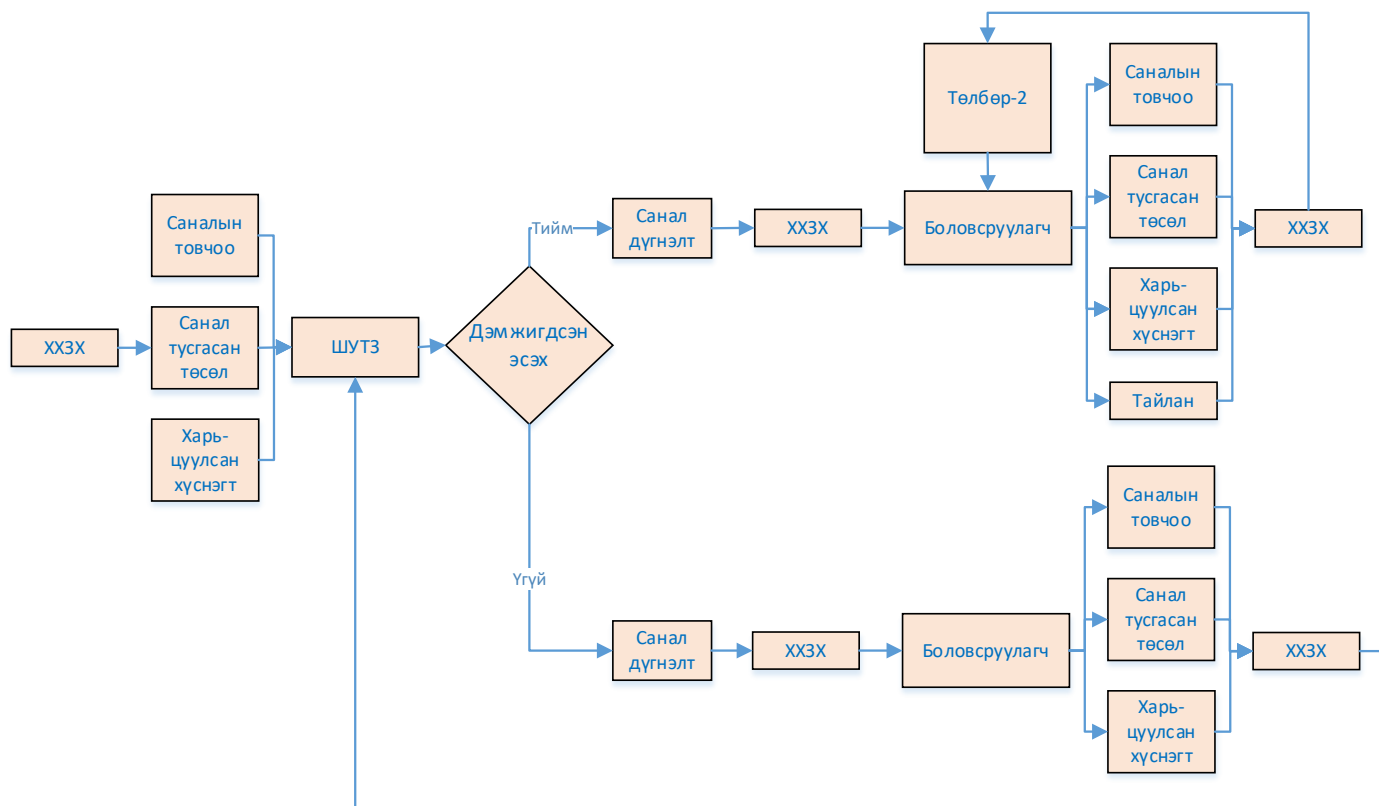 ХХЗХ
Саналын
товчоо
Санал
тусгасан
төсөл
Харь-
цуулсан
хүснэгт
ШУТЗ
Дэмжигдсэн
эсэх
Тийм
Санал
дүгнэлт
ХХЗХ
Төлбөр-2
Боловсруулагч
Саналын
товчоо
Санал
тусгасан
төсөл
Харь-
цуулсан
хүснэгт
Тайлан
ХХЗХ
Үгүй
Санал
дүгнэлт
ХХЗХ
Боловсруулагч
Саналын
товчоо
Санал
тусгасан
төсөл
Харь-
цуулсан
хүснэгт
ХХЗХ